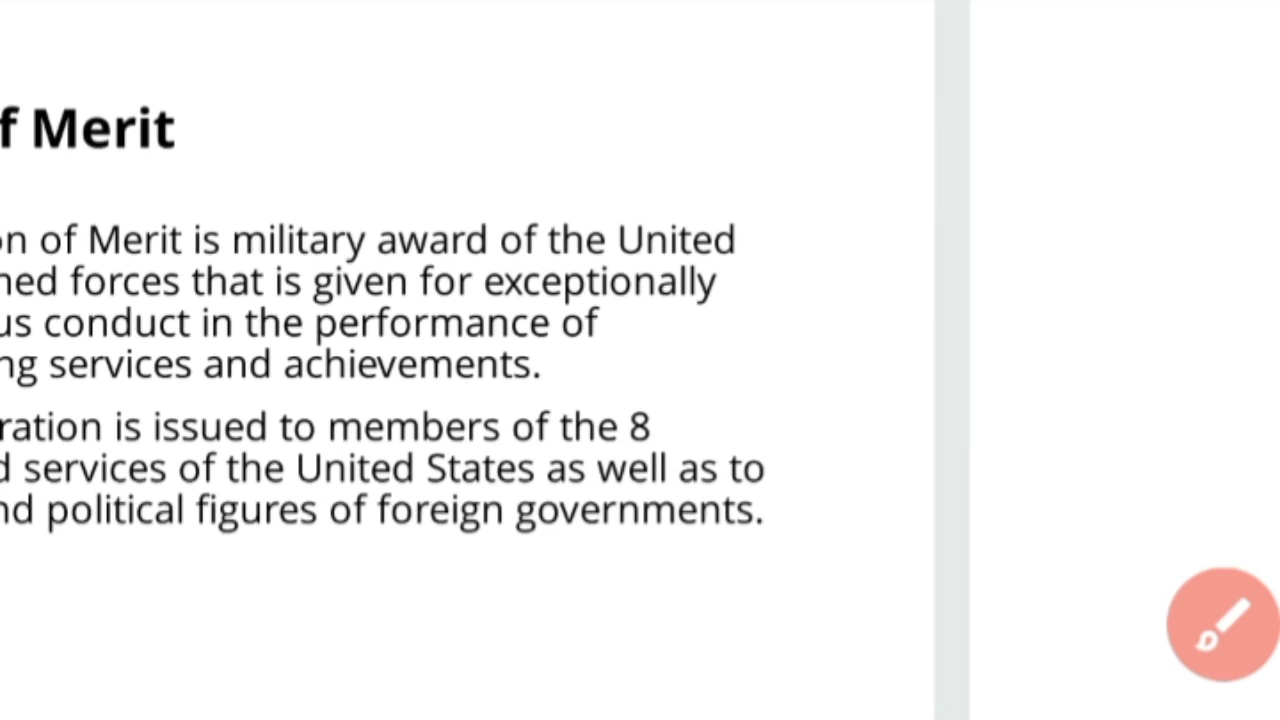 f Merit
on of Merit is military award of the United
ned forces that is given for exceptionally
us conduct in the performance of
ng services and achievements.
ration is issued to members of the 8
d services of the United States as well as to
nd political figures of foreign governments.